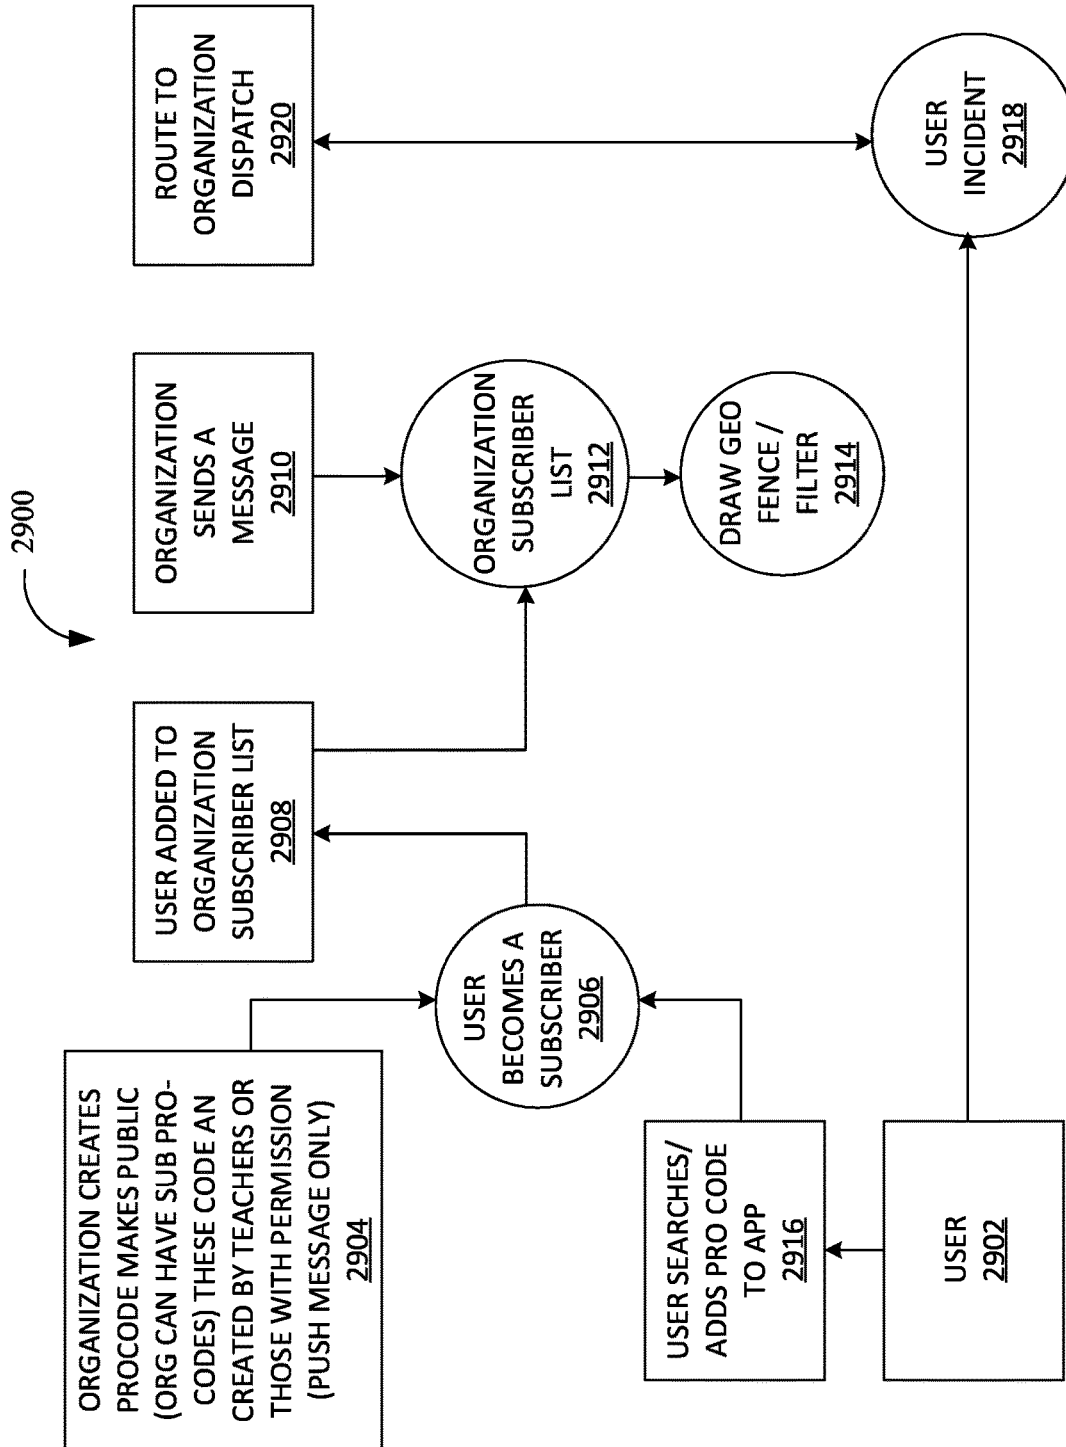 2900
ORGANIZATION CREATES
PROCODE MAKES PUBLIC
(ORG CAN HAVE SUB PRO-
CODES) THESE CODE AN
CREATED BY TEACHERS OR
THOSE WITH PERMISSION
(PUSH MESSAGE ONLY)
2904
USER ADDED TO
ORGANIZATION
SUBSCRIBER LIST
2908
ORGANIZATION
SENDS A
MESSAGE
2910
ROUTE TO
ORGANIZATION
DISPATCH
2920
USER
BECOMES A
SUBSCRIBER
2906
ORGANIZATION
SUBSCRIBER
LIST
2912
USER SEARCHES/
ADDS PRO CODE
TO APP
2916
DRAW GEO
FENCE /
FILTER
2914
USER
2902
USER
INCIDENT
2918